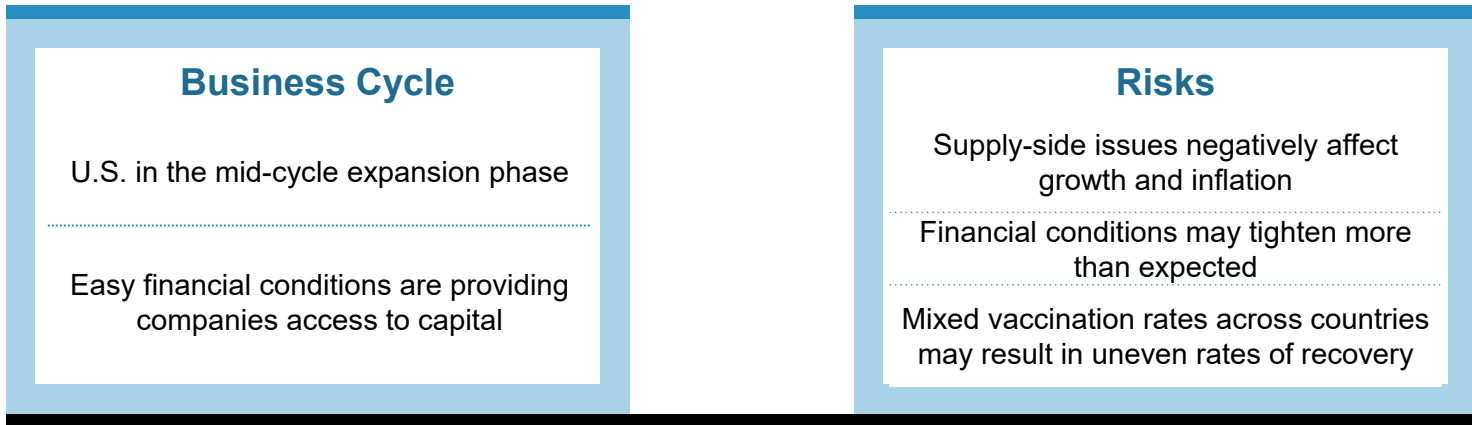 Business Cycle
U.S. in the mid-cycle expansion phase
Easy financial conditions are providing
companies access to capital
Risks
Supply-side issues negatively affect
growth and inflation
Financial conditions may tighten more
than expected
Mixed vaccination rates across countries
may result in uneven rates of recovery